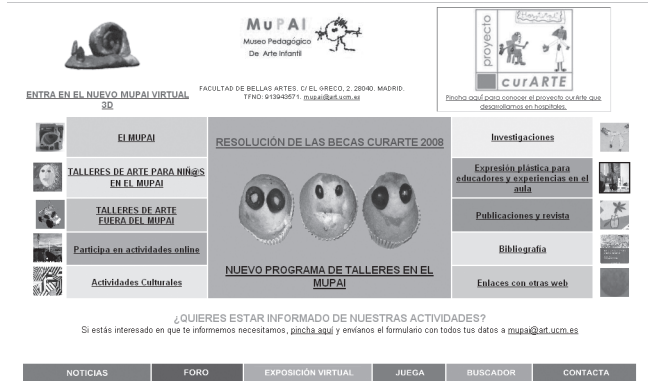 MuPAI
Museo Pedagógico
De Arte Infantil
proyecto
curARTE
ENTRA EN EL NUEVO MUPAI VIRTUAL
3D
FACULTAD DE BELLAS ARTES. C/ EL GRECO, 2. 28040. MADRID.
TFNO: 913943571. mupai@art.ucm.es
Pincha aquí para conocer el proyecto curArte que
desarrollamos en hospitales.
El MUPAI
TALLERES DE ARTE PARA NIÑ@S
EN EL MUPAI
TALLERES DE ARTE
FUERA DEL MUPAI
Participa en actividades online
Actividades Culturales
RESOLUCIÓN DE LAS BECAS CURARTE 2008
NUEVO PROGRAMA DE TALLERES EN EL
MUPAI
Investigaciones
Expresión plástica para
educadores y experiencias en el
aula
Publicaciones y revista
Bibliografía
Enlaces con otras web
¿QUIERES ESTAR INFORMADO DE NUESTRAS ACTIVIDADES?
Si estás interesado en que te informemos necesitamos, pincha aquí y envíanos el formulario con todos tus datos a mupai@art.ucm.es
NOTICIAS
FORO
EXPOSICIÓN VIRTUAL
JUEGA
BUSCADOR
CONTACTA